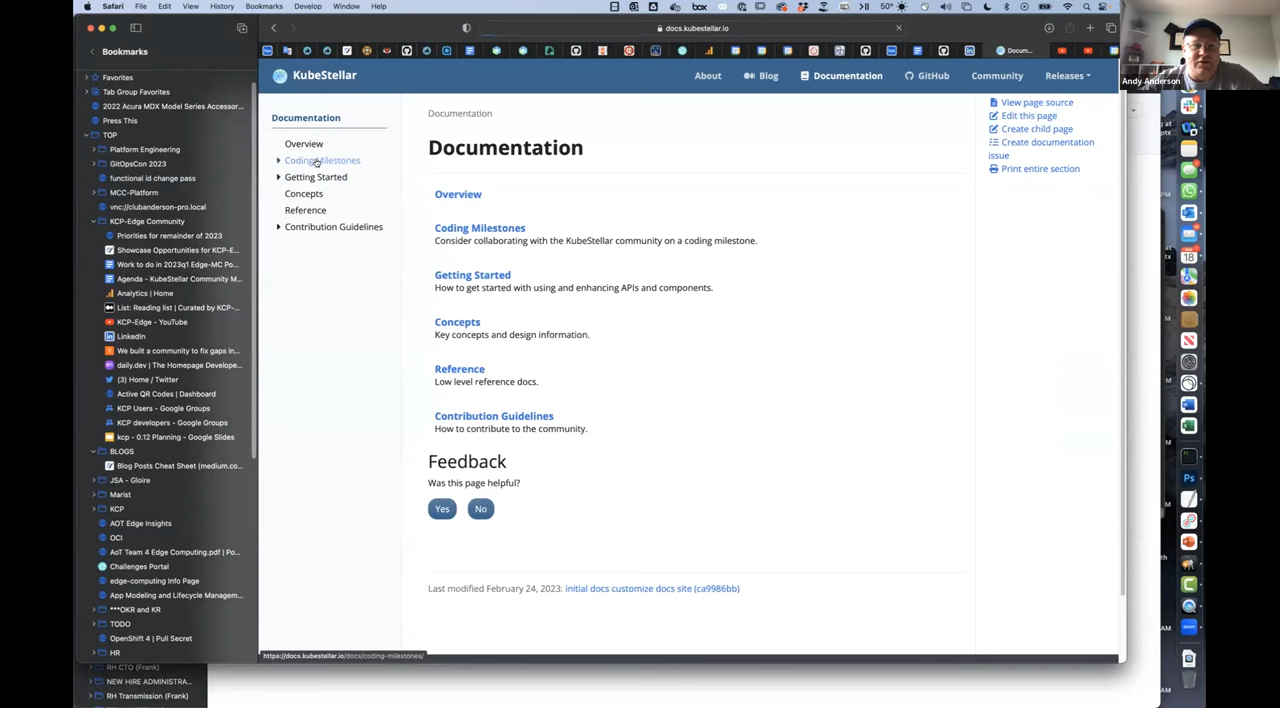 Safari File Edit View History Bookmarks Develop Window Help
box
50°
docs.kubestellar.io
Docum...
Andy Anderson
Bookmarks
Favorites
Tab Group Favorites
2022 Acura MDX Model Series Accessor...
Press This
TOP
Platform Engineering
GitOpsCon 2023
functional id change pass
MCC-Platform
vnc://clubanderson-pro.local
KCP-Edge Community
Priorities for remainder of 2023
Showcase Opportunities for KCP-E...
Work to do in 2023q1 Edge-MC Po...
Agenda - KubeStellar Community M...
Analytics | Home
List: Reading list | Curated by KCP-...
KCP-Edge - YouTube
LinkedIn
We built a community to fix gaps in...
daily.dev | The Homepage Develope...
(3) Home / Twitter
Active QR Codes | Dashboard
KCP Users - Google Groups
KCP developers - Google Groups
kcp - 0.12 Planning - Google Slides
BLOGS
Blog Posts Cheat Sheet (medium.co...
JSA - Gloire
Marist
KCP
AOT Edge Insights
OCI
AoT Team 4 Edge Computing.pdf | Po...
Challenges Portal
edge-computing Info Page
App Modeling and Lifecycle Managem...
***OKR and KR
TODO
OpenShift 4 | Pull Secret
HR
RH CTO (Frank)
NEW HIRE ADMINISTRA...
RH Transmission (Frank)
KubeStellar
About Blog Documentation GitHub Community Releases
Documentation
Overview
Coding Milestones
Getting Started
Concepts
Reference
Contribution Guidelines
Documentation
Documentation
Overview
Coding Milestones
Consider collaborating with the KubeStellar community on a coding milestone.
Getting Started
How to get started with using and enhancing APIs and components.
Concepts
Key concepts and design information.
Reference
Low level reference docs.
Contribution Guidelines
How to contribute to the community.
Feedback
Was this page helpful?
Yes No
Last modified February 24, 2023: initial docs customize docs site (ca9986bb)
View page source
Edit this page
Create child page
Create documentation
issue
Print entire section
https://docs.kubestellar.io/docs/coding-milestones/
18
Ps
zoom